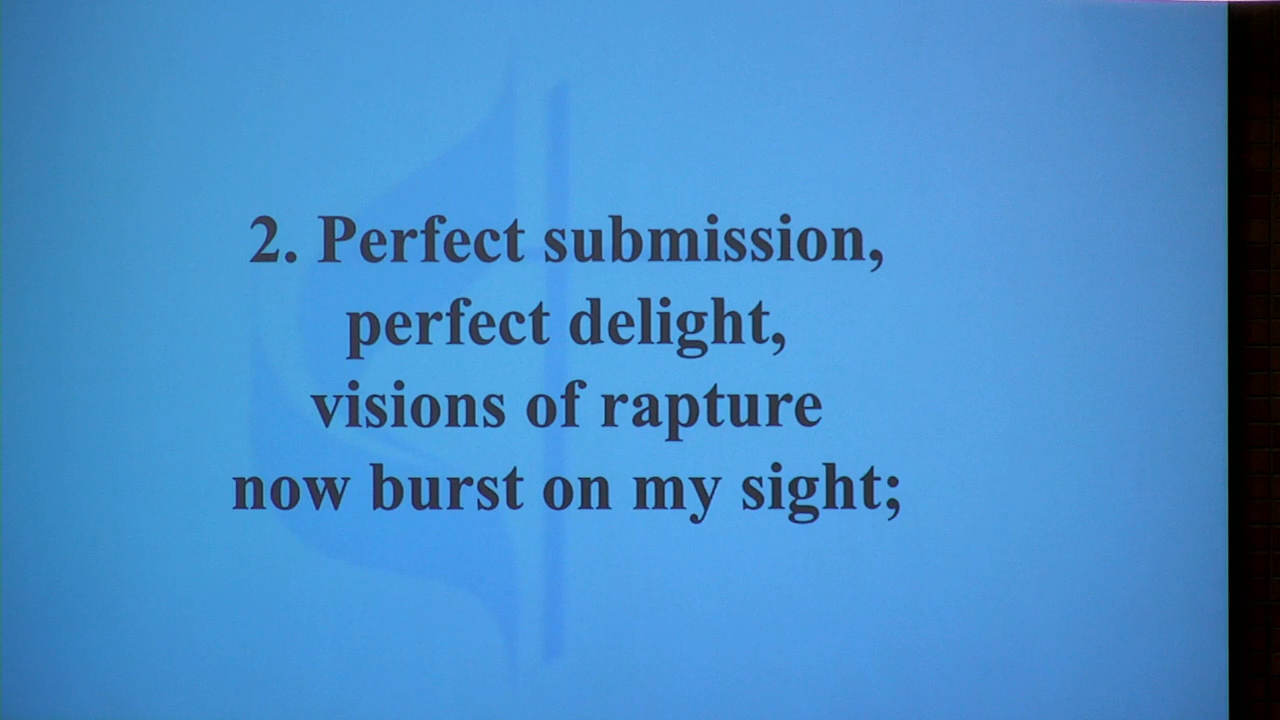 2. Perfect submission,
perfect delight,
visions of rapture
now burst on my sight;